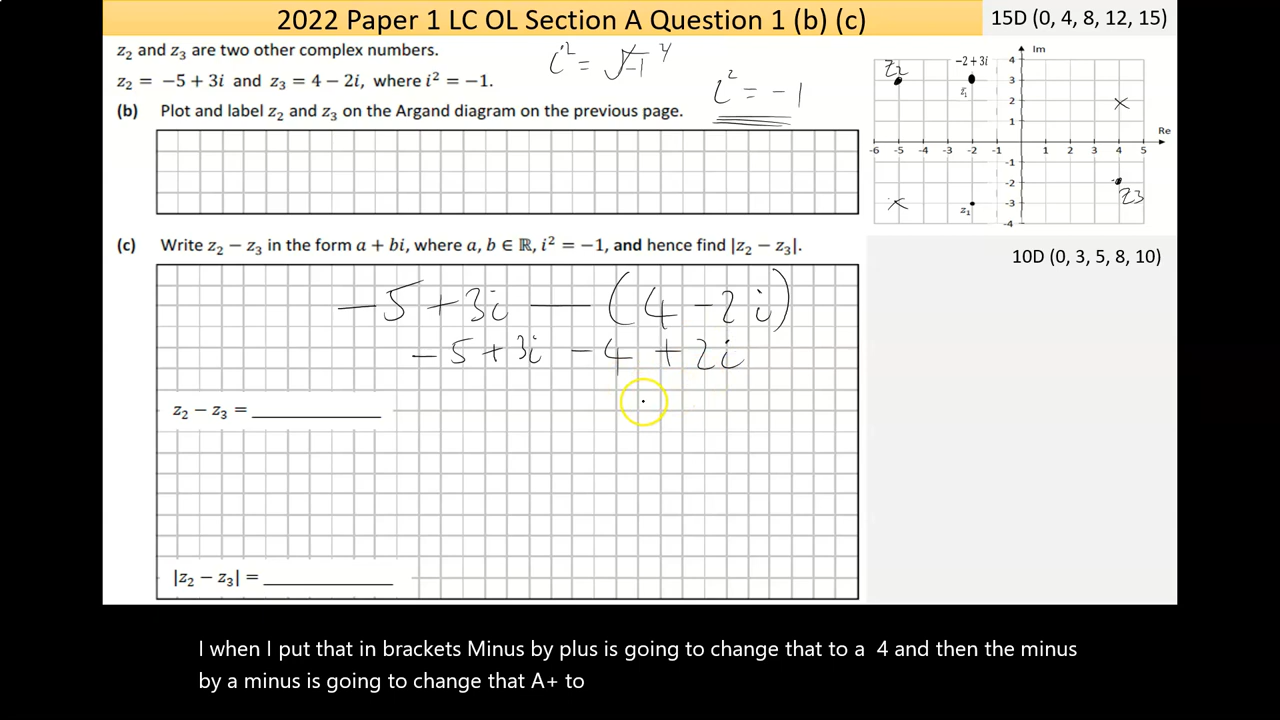 2022 Paper 1 LC OL Section A Question 1 (b) (c)
15D (0, 4, 8, 12, 15)
z₂ and z₃ are two other complex numbers.
z₂ = −5 + 3i and z₃ = 4 − 2i, where i² = −1.
i² = √−1
i² = −1
(b) Plot and label z₂ and z₃ on the Argand diagram on the previous page.
Im
−2 + 3i
z2
z̄₁
4
3
2
1
Re
-6 -5 -4 -3 -2 -1 1 2 3 4 5
-1
-2
-3
-4
z3
z₁
(c) Write z₂ − z₃ in the form a + bi, where a, b ∈ ℝ, i² = −1, and hence find |z₂ − z₃|.
10D (0, 3, 5, 8, 10)
−5 + 3i − (4 − 2i)
−5 + 3i − 4 + 2i
z₂ − z₃ = ____________
|z₂ − z₃| = ____________
I when I put that in brackets Minus by plus is going to change that to a 4 and then the minus
by a minus is going to change that A+ to